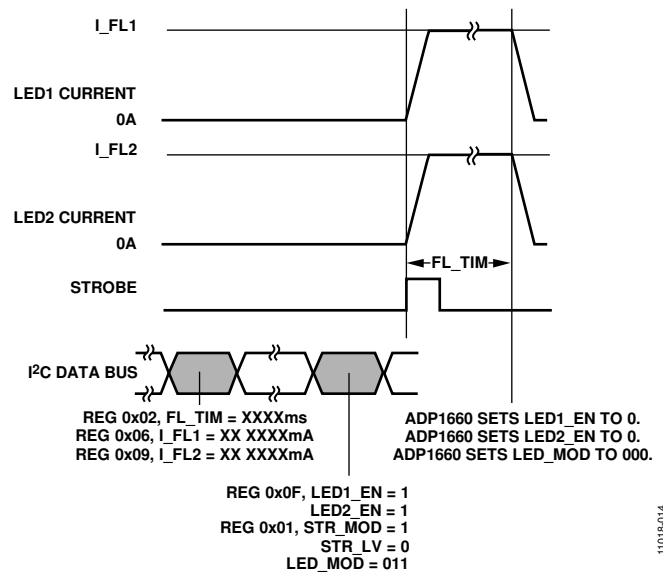 I_FL1
LED1 CURRENT
0A
I_FL2
LED2 CURRENT
0A
FL_TIM
STROBE
I²C DATA BUS
REG 0x02, FL_TIM = XXXXms
REG 0x06, I_FL1 = XX XXXXmA
REG 0x09, I_FL2 = XX XXXXmA
ADP1660 SETS LED1_EN TO 0.
ADP1660 SETS LED2_EN TO 0.
ADP1660 SETS LED_MOD TO 000.
REG 0x0F, LED1_EN = 1
LED2_EN = 1
REG 0x01, STR_MOD = 1
STR_LV = 0
LED_MOD = 011
11018-014